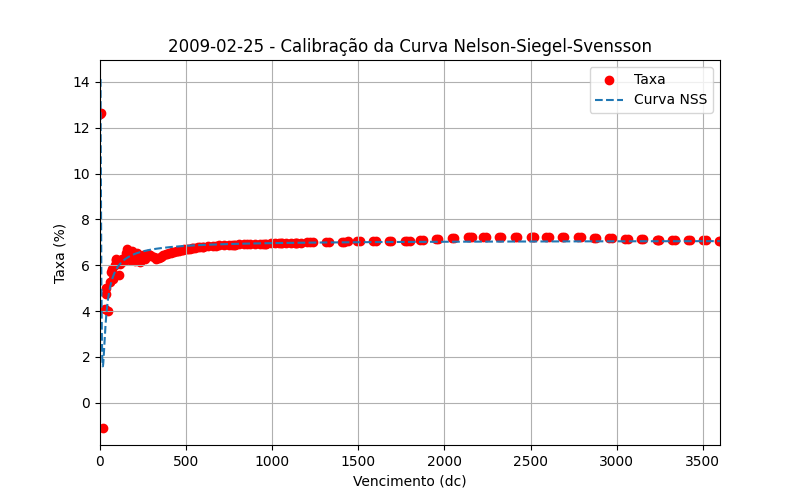 2009-02-25 - Calibração da Curva Nelson-Siegel-Svensson
Taxa
Curva NSS
Taxa (%)
14
12
10
8
6
4
2
0
0 500 1000 1500 2000 2500 3000 3500
Vencimento (dc)